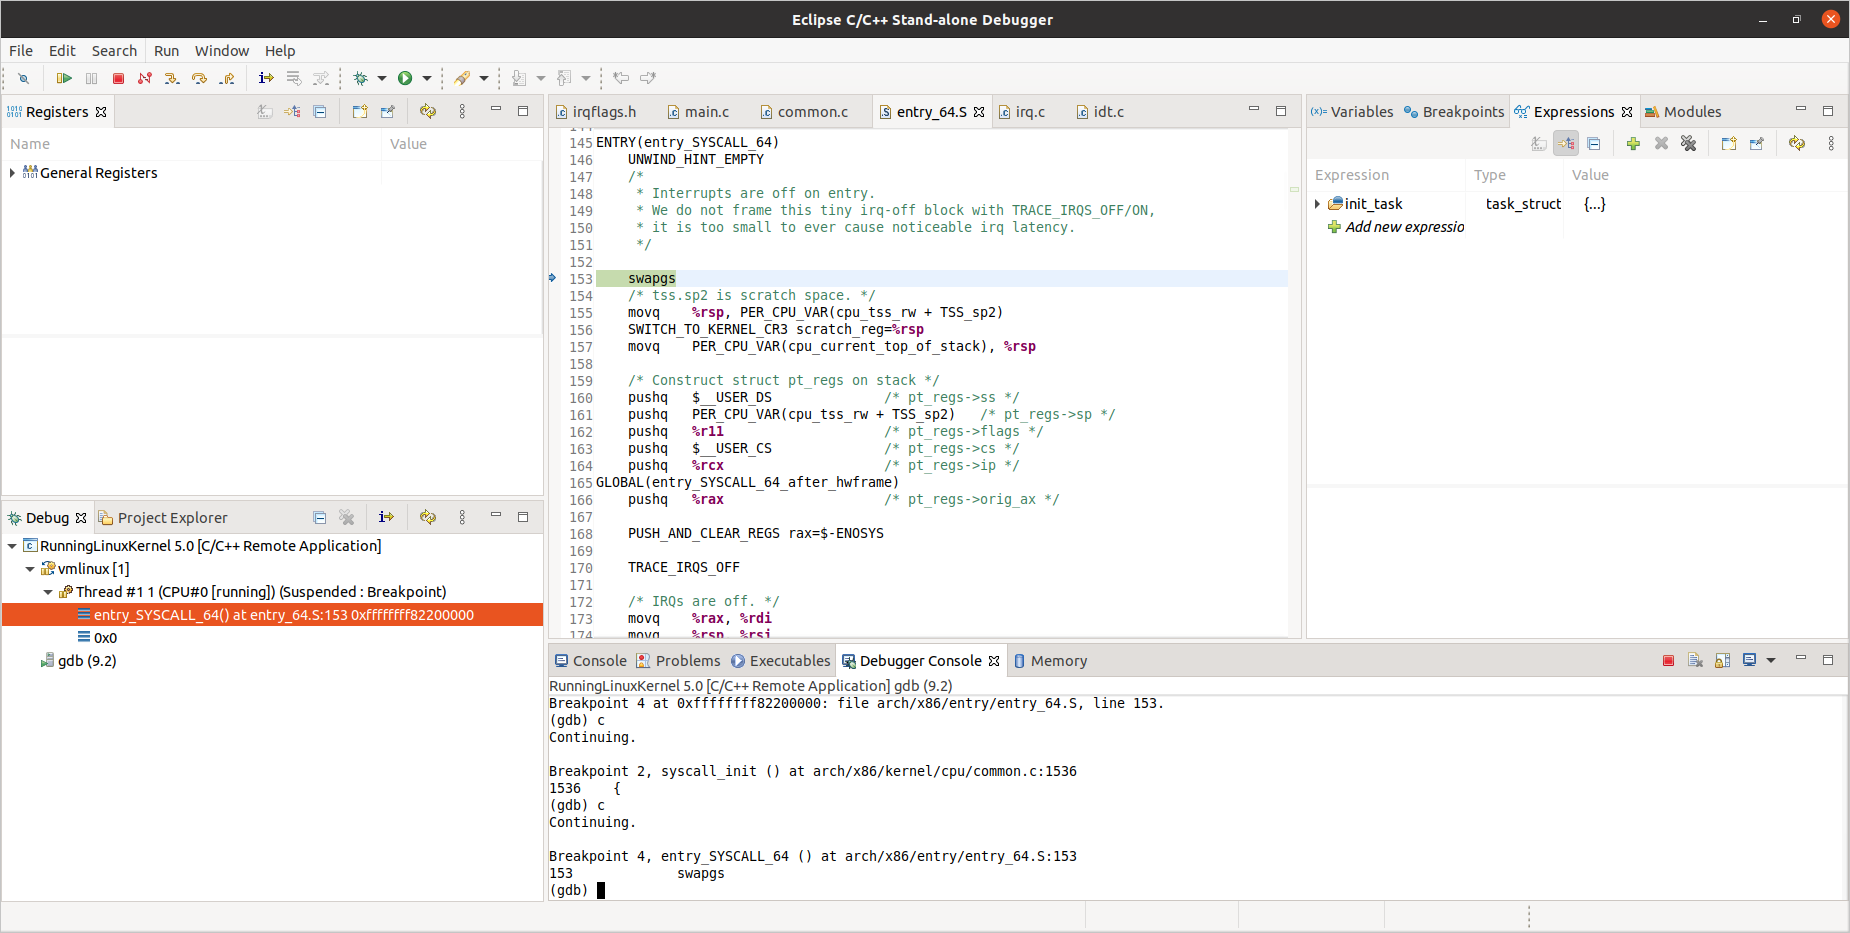 Eclipse C/C++ Stand-alone Debugger
File Edit Search Run Window Help
Registers
Name Value
General Registers
Debug Project Explorer
RunningLinuxKernel 5.0 [C/C++ Remote Application]
vmlinux [1]
Thread #1 1 (CPU#0 [running]) (Suspended : Breakpoint)
entry_SYSCALL_64() at entry_64.S:153 0xffffffff82200000
0x0
gdb (9.2)
irqflags.h main.c common.c entry_64.S irq.c idt.c
145 ENTRY(entry_SYSCALL_64)
146 UNWIND_HINT_EMPTY
147 /*
148 * Interrupts are off on entry.
149 * We do not frame this tiny irq-off block with TRACE_IRQS_OFF/ON,
150 * it is too small to ever cause noticeable irq latency.
151 */
152
153 swapgs
154 /* tss.sp2 is scratch space. */
155 movq %rsp, PER_CPU_VAR(cpu_tss_rw + TSS_sp2)
156 SWITCH_TO_KERNEL_CR3 scratch_reg=%rsp
157 movq PER_CPU_VAR(cpu_current_top_of_stack), %rsp
158
159 /* Construct struct pt_regs on stack */
160 pushq $__USER_DS /* pt_regs->ss */
161 pushq PER_CPU_VAR(cpu_tss_rw + TSS_sp2) /* pt_regs->sp */
162 pushq %r11 /* pt_regs->flags */
163 pushq $__USER_CS /* pt_regs->cs */
164 pushq %rcx /* pt_regs->ip */
165 GLOBAL(entry_SYSCALL_64_after_hwframe)
166 pushq %rax /* pt_regs->orig_ax */
167
168 PUSH_AND_CLEAR_REGS rax=$-ENOSYS
169
170 TRACE_IRQS_OFF
171
172 /* IRQs are off. */
173 movq %rax, %rdi
174 movq %rsp, %rsi
Variables Breakpoints Expressions Modules
Expression Type Value
init_task task_struct {...}
Add new expressio
Console Problems Executables Debugger Console Memory
RunningLinuxKernel 5.0 [C/C++ Remote Application] gdb (9.2)
Breakpoint 4 at 0xffffffff82200000: file arch/x86/entry/entry_64.S, line 153.
(gdb) c
Continuing.
Breakpoint 2, syscall_init () at arch/x86/kernel/cpu/common.c:1536
1536 {
(gdb) c
Continuing.
Breakpoint 4, entry_SYSCALL_64 () at arch/x86/entry/entry_64.S:153
153 swapgs
(gdb)